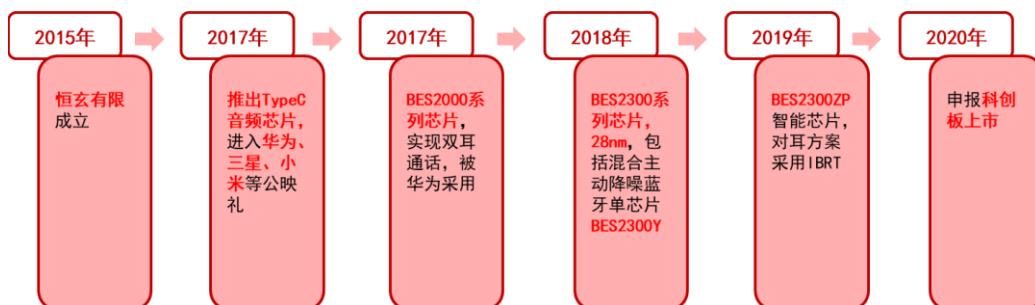 2015年
2017年
2017年
2018年
2019年
2020年
恒玄有限
成立
推出TypeC
音频芯片，
进入华为、
三星、小
米等公映
礼
BES2000系
列芯片，
实现双耳
通话，被
华为采用
BES2300系
列芯片，
28nm，包
括混合主
动降噪蓝
牙单芯片
BES2300Y
BES2300ZP
智能芯片，
对耳方案
采用IBRT
申报科创
板上市